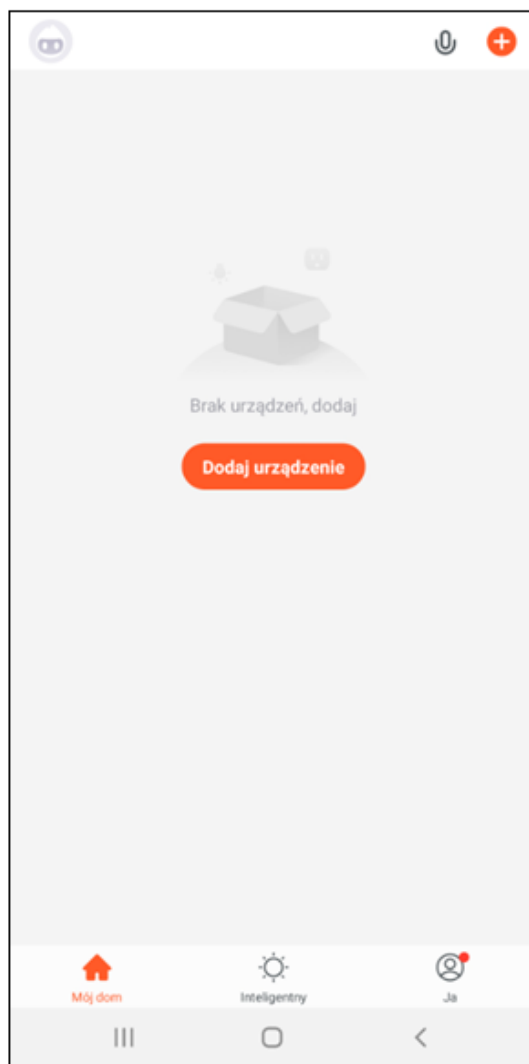 Brak urządzeń, dodaj
Dodaj urządzenie
Mój dom
Inteligentny
Ja